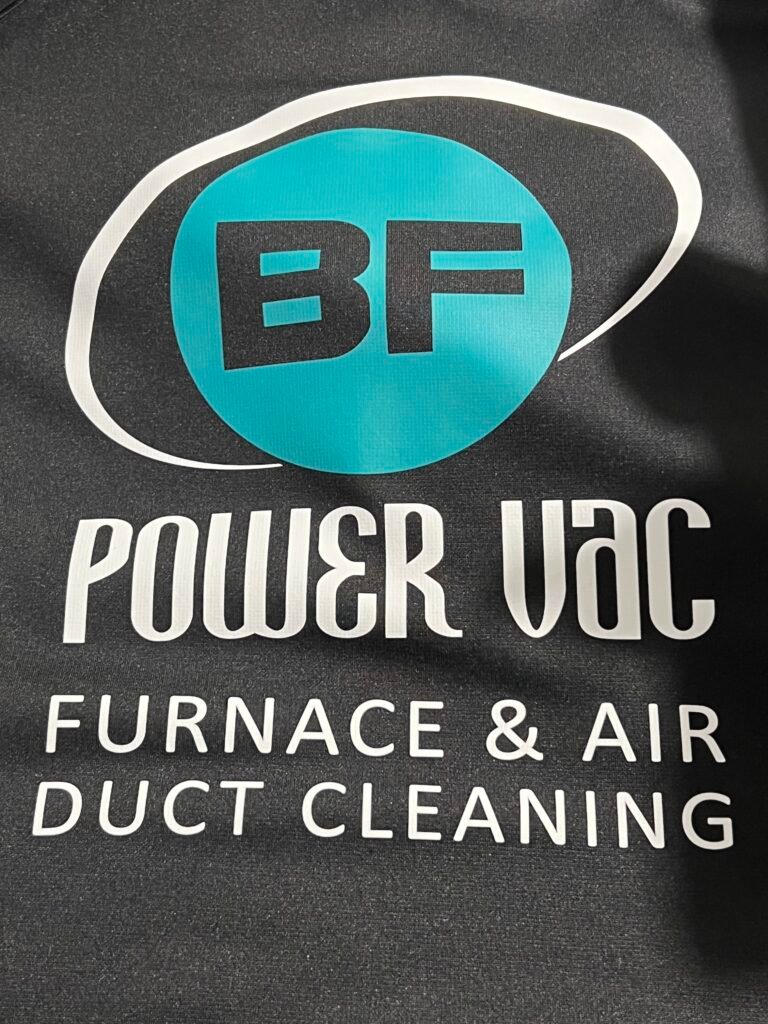 BF
POWER VAC
FURNACE & AIR
DUCT CLEANING